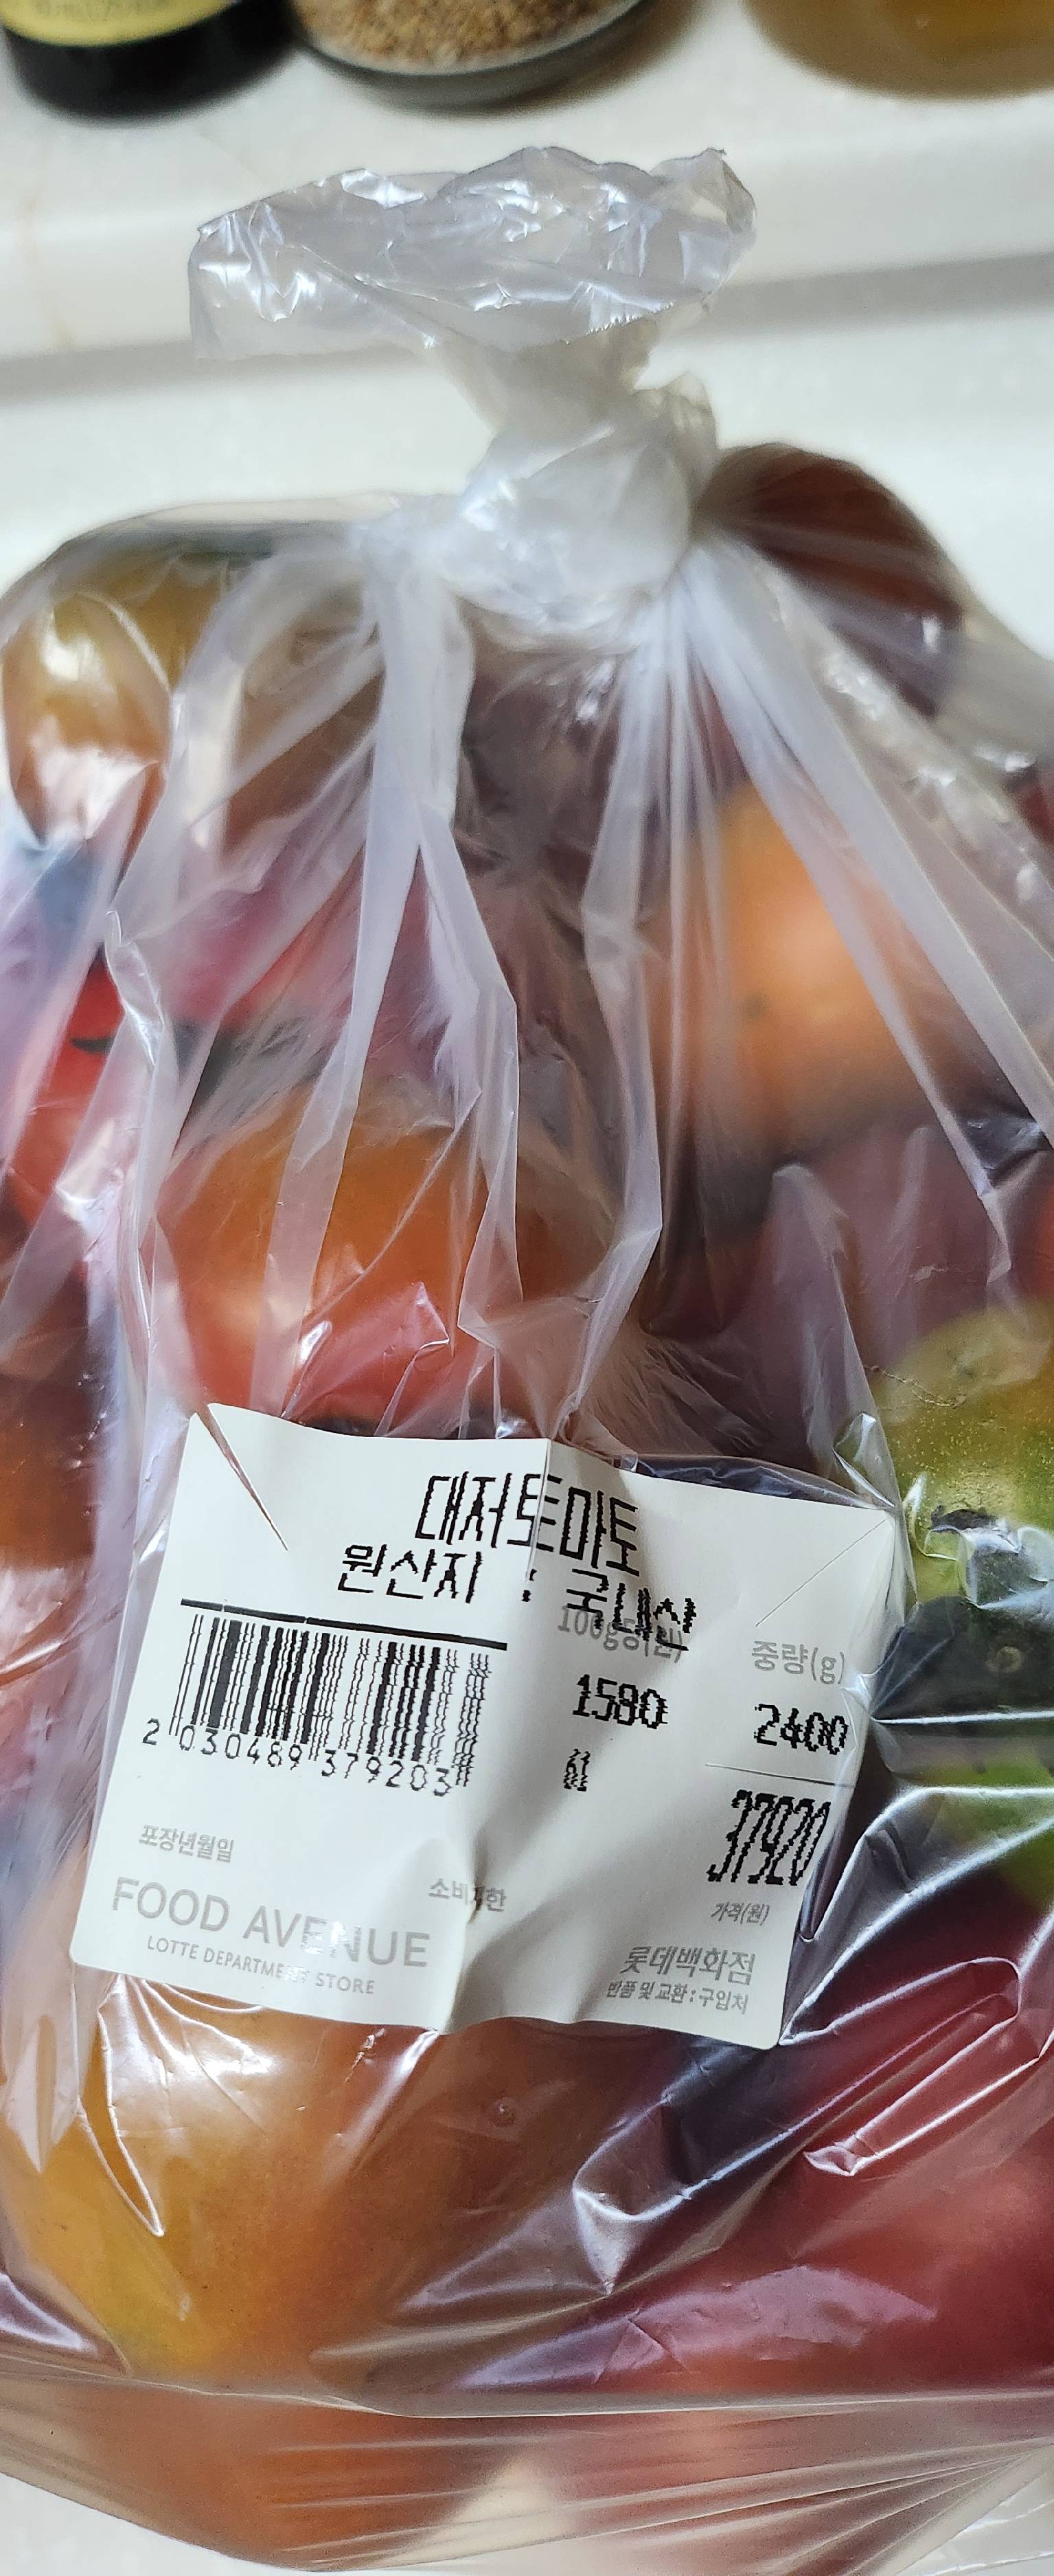 대저토마토
원산지 : 국내산
100g당(원)
중량(g)
1580
2400
2 030489 379203
61
37920
포장년월일
소비기한
가격(원)
FOOD AVENUE
LOTTE DEPARTMENT STORE
롯데백화점
반품 및 교환 : 구입처